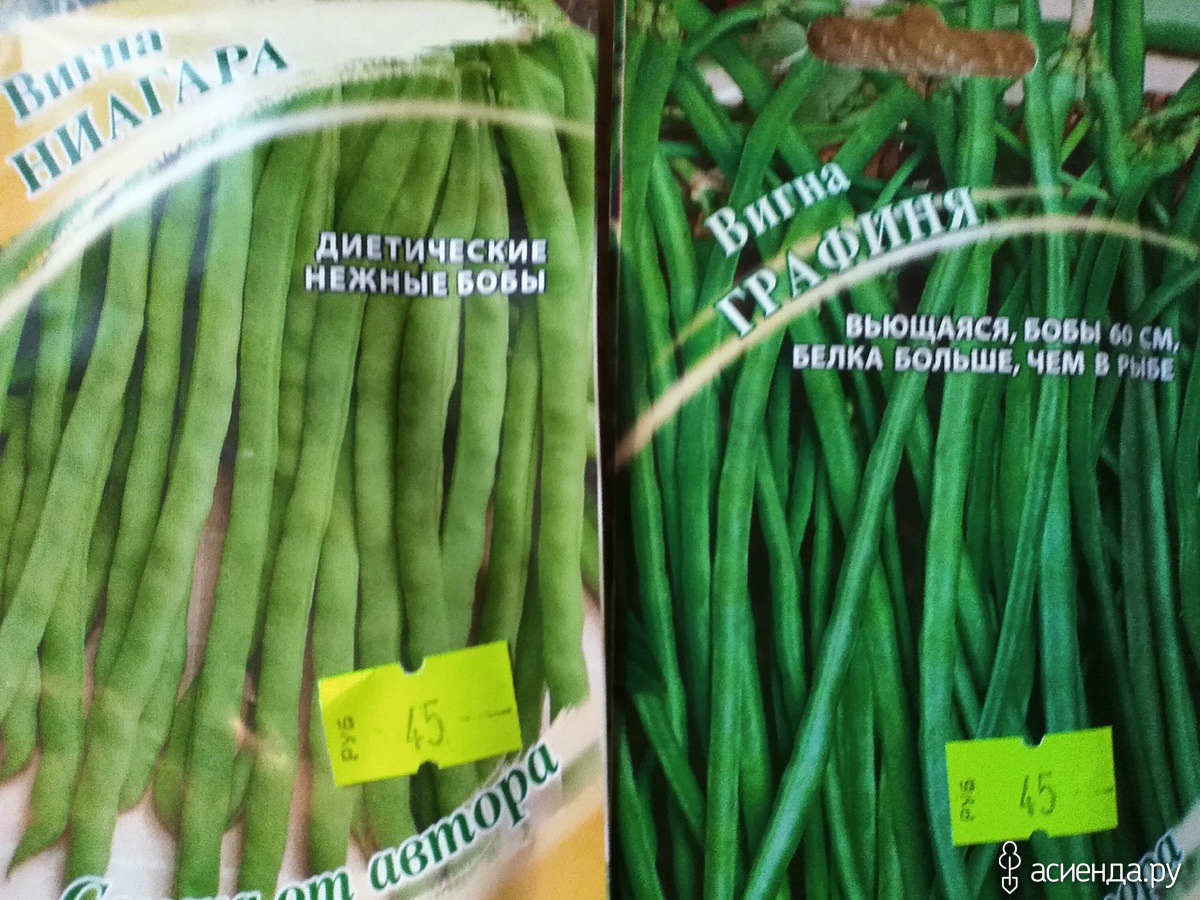 Вигна
НИАГАРА
ДИЕТИЧЕСКИЕ
НЕЖНЫЕ БОБЫ
РУБ 45
от автора
Вигна
ГРАФИНЯ
ВЬЮЩАЯСЯ, БОБЫ 60 СМ,
БЕЛКА БОЛЬШЕ, ЧЕМ В РЫБЕ
РУБ 45
асиенда.ру